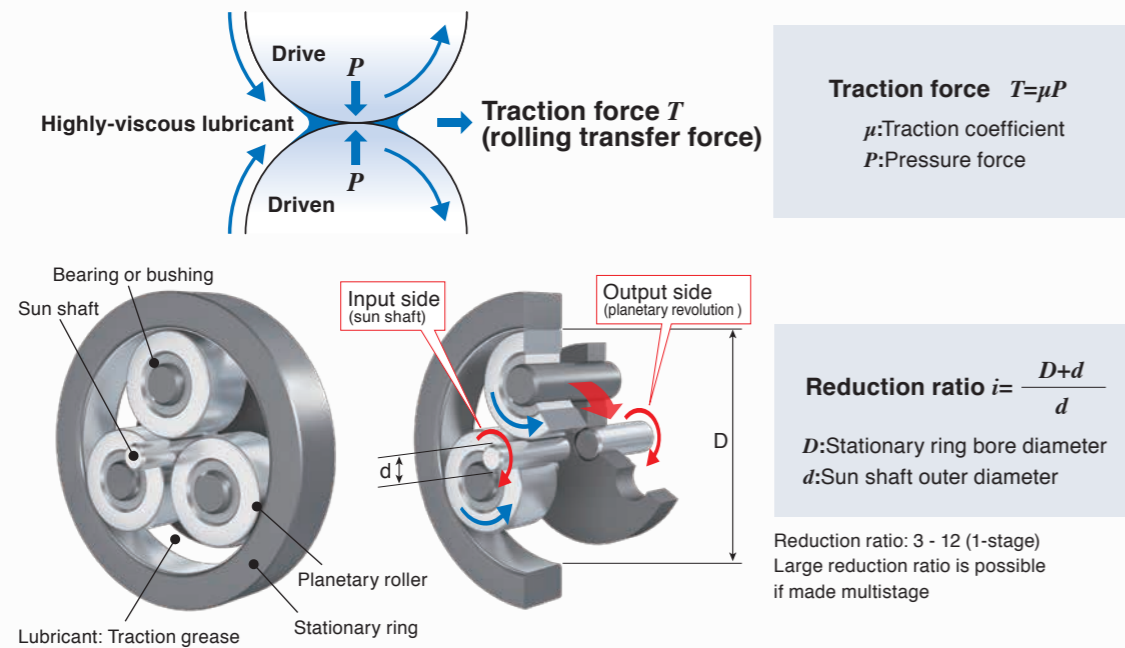 Drive
P
Highly-viscous lubricant
Traction force T
(rolling transfer force)
P
Driven
Traction force T=μP
μ:Traction coefficient
P:Pressure force
Bearing or bushing
Sun shaft
Planetary roller
Stationary ring
Lubricant: Traction grease
Input side
(sun shaft)
Output side
(planetary revolution )
d
D
Reduction ratio i= D+d
d
D:Stationary ring bore diameter
d:Sun shaft outer diameter
Reduction ratio: 3 - 12 (1-stage)
Large reduction ratio is possible
if made multistage